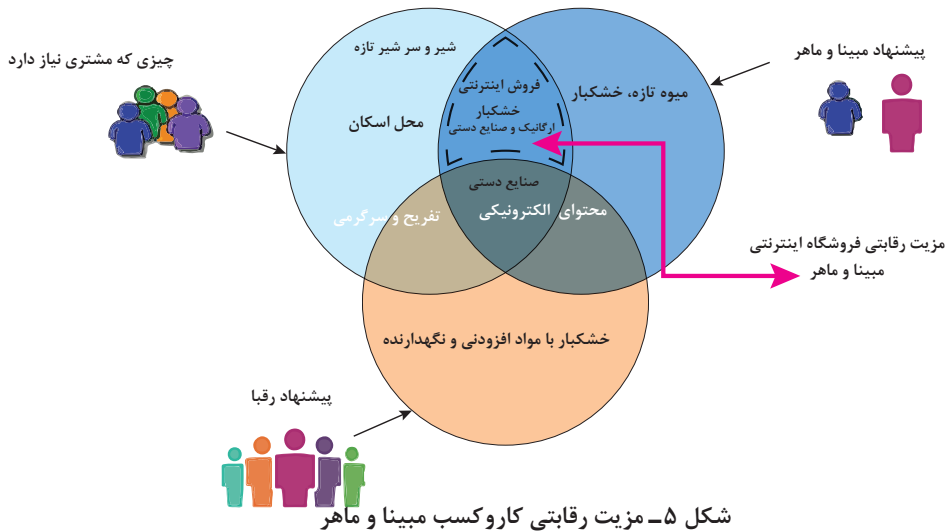 چیزی که مشتری نیاز دارد
پیشنهاد مبینا و ماهر
شیر و سر شیر تازه
محل اسکان
فروش اینترنتی
خشکبار
ارگانیک و صنایع دستی
میوه تازه، خشکبار
صنایع دستی
محتوای الکترونیکی
تفریح و سرگرمی
مزیت رقابتی فروشگاه اینترنتی
مبینا و ماهر
خشکبار با مواد افزودنی و نگهدارنده
پیشنهاد رقبا
شکل ۵ــ مزیت رقابتی کاروکسب مبینا و ماهر